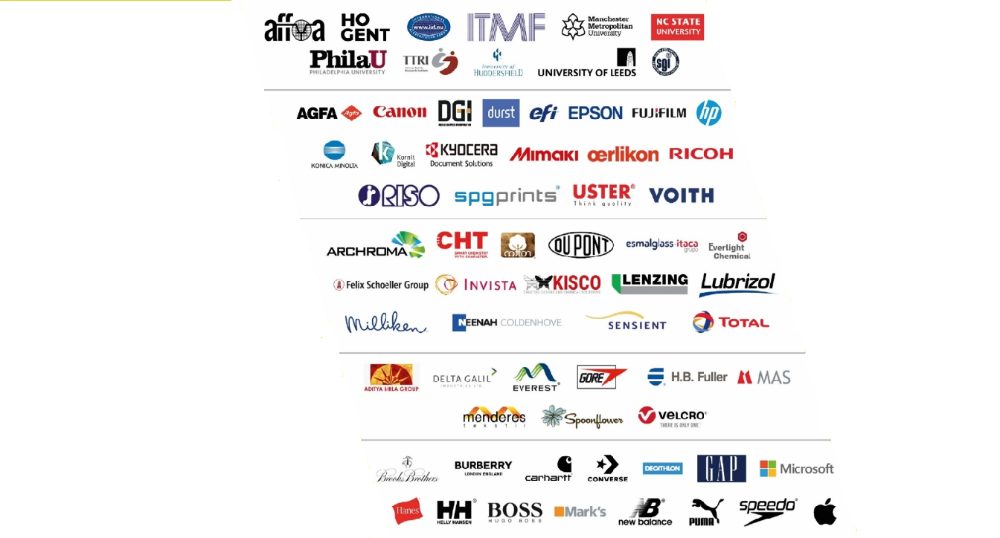 affoa HO GENT INTERNATIONAL ACCREDITATION FORUM www.iaf.nu ITMF Manchester Metropolitan University NC STATE UNIVERSITY
PhilaU PHILADELPHIA UNIVERSITY TTRI University of HUDDERSFIELD UNIVERSITY OF LEEDS sgi
AGFA Agfa Canon DGI durst efi EPSON FUJIFILM hp
KONICA MINOLTA K Kornit Digital KYOCERA Document Solutions Mimaki œrlikon RICOH
RISO spgprints® USTER® Think quality VOITH
ARCHROMA CHT SMART CHEMISTRY WITH CHARACTER. cotton DUPONT esmalglass·itaca grupo Everlight Chemical
Felix Schoeller Group INVISTA KISCO LENZING Lubrizol
Milliken NEENAH COLDENHOVE SENSIENT TOTAL
ADITYA BIRLA GROUP DELTA GALIL INDUSTRIES LTD. EVEREST® GORE H.B. Fuller MAS
menderes tekstil Spoonflower VELCRO® THERE IS ONLY ONE.
Brooks Brothers BURBERRY LONDON ENGLAND carhartt CONVERSE DECATHLON GAP Microsoft
Hanes HH® HELLY HANSEN BOSS HUGO BOSS Mark's NB new balance PUMA speedo®